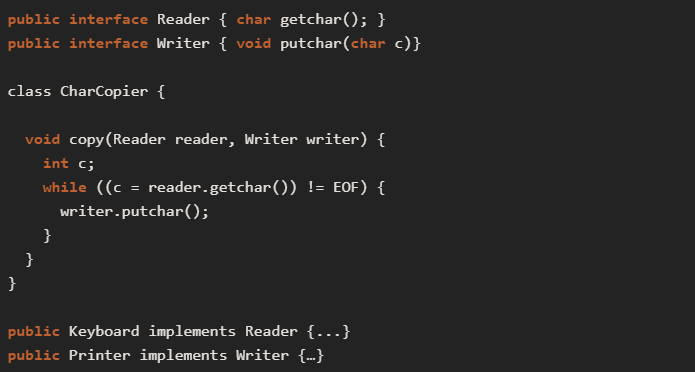 public interface Reader { char getchar(); }
public interface Writer { void putchar(char c)}
class CharCopier {
void copy(Reader reader, Writer writer) {
int c;
while ((c = reader.getchar()) != EOF) {
writer.putchar();
}
}
}
public Keyboard implements Reader {...}
public Printer implements Writer {…}